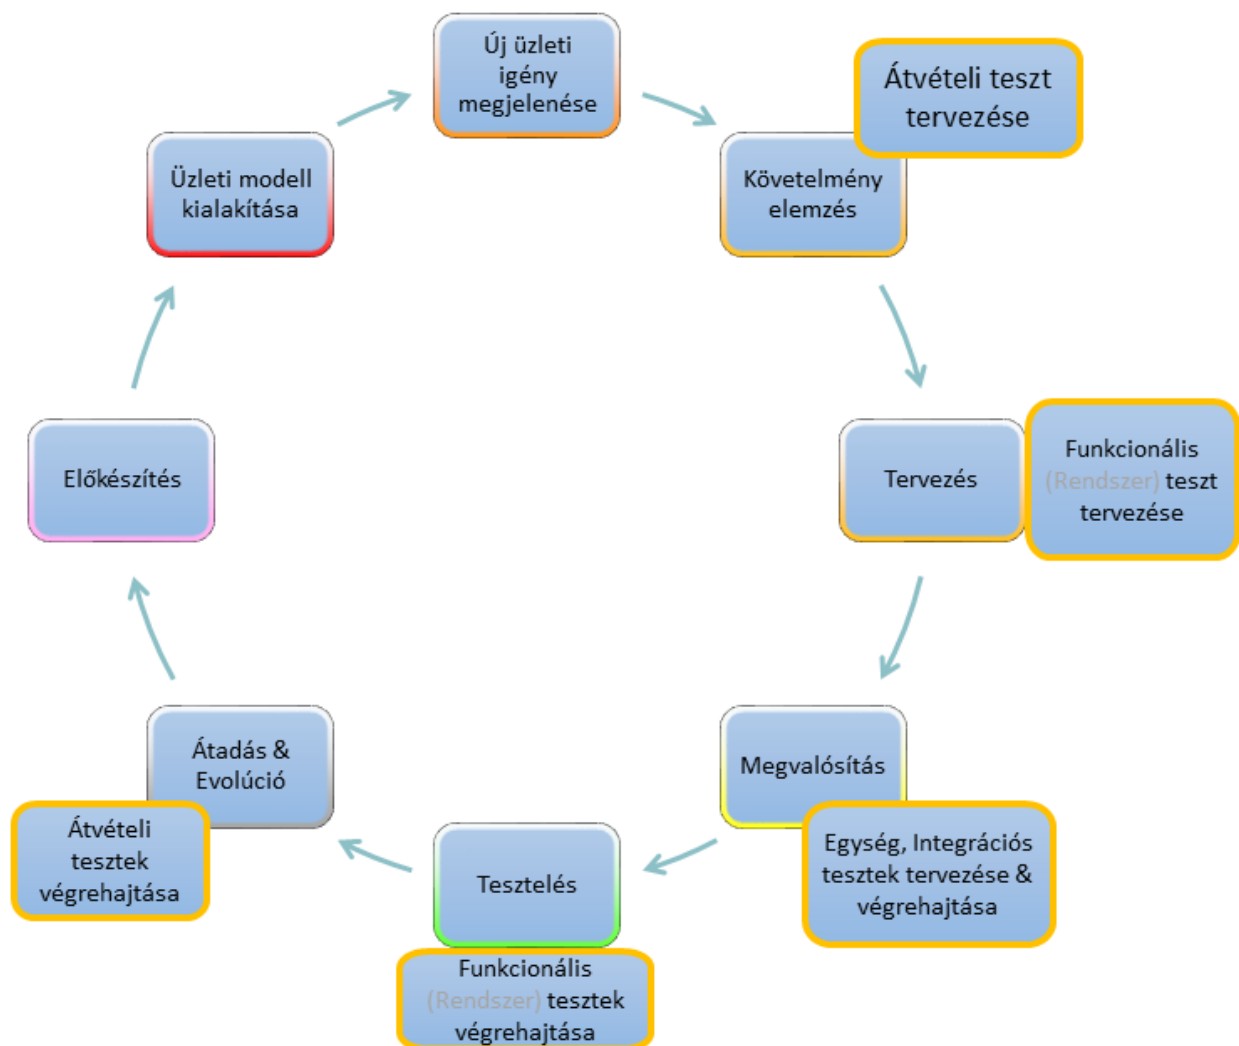 Új üzleti
igény
megjelenése
Átvételi teszt
tervezése
Követelmény
elemzés
Üzleti modell
kialakítása
Tervezés
Funkcionális
(Rendszer) teszt
tervezése
Előkészítés
Megvalósítás
Egység, Integrációs
tesztek tervezése &
végrehajtása
Tesztelés
Funkcionális
(Rendszer) tesztek
végrehajtása
Átadás &
Evolúció
Átvételi
tesztek
végrehajtása